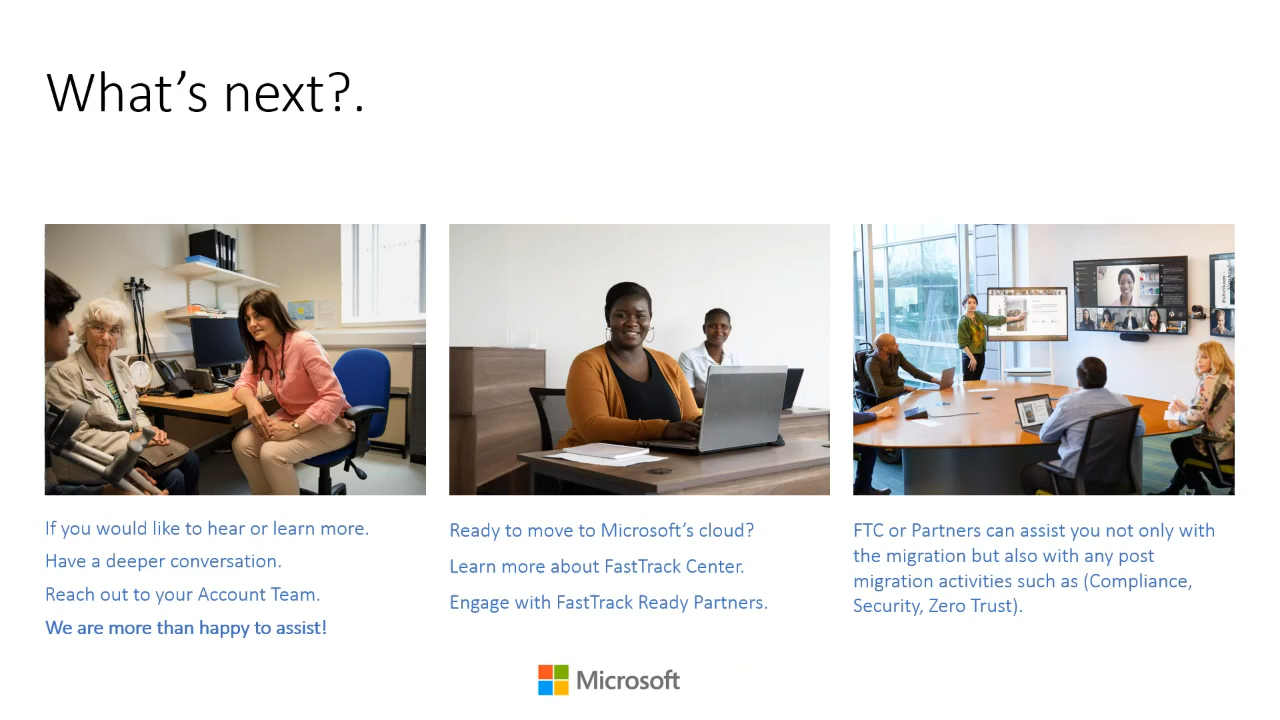 What's next?.
If you would like to hear or learn more.
Have a deeper conversation.
Reach out to your Account Team.
We are more than happy to assist!
Ready to move to Microsoft's cloud?
Learn more about FastTrack Center.
Engage with FastTrack Ready Partners.
FTC or Partners can assist you not only with
the migration but also with any post
migration activities such as (Compliance,
Security, Zero Trust).
Microsoft